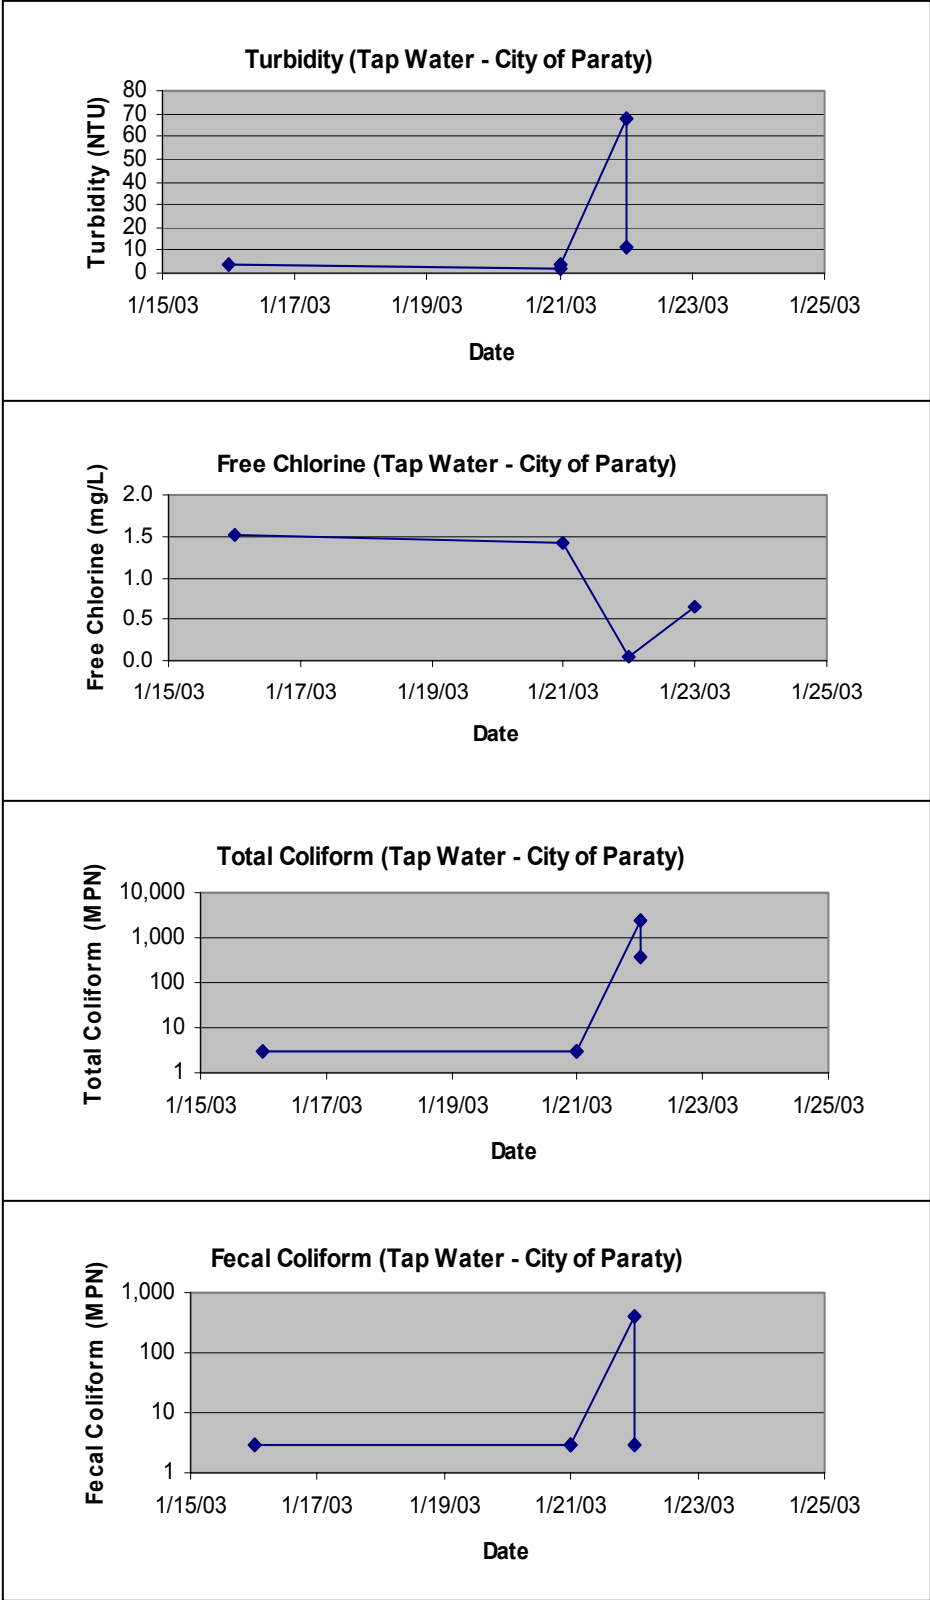 Turbidity (Tap Water - City of Paraty)
Turbidity (NTU)
80
70
60
50
40
30
20
10
0
1/15/03 1/17/03 1/19/03 1/21/03 1/23/03 1/25/03
Date
Free Chlorine (Tap Water - City of Paraty)
Free Chlorine (mg/L)
2.0
1.5
1.0
0.5
0.0
1/15/03 1/17/03 1/19/03 1/21/03 1/23/03 1/25/03
Date
Total Coliform (Tap Water - City of Paraty)
Total Coliform (MPN)
10,000
1,000
100
10
1
1/15/03 1/17/03 1/19/03 1/21/03 1/23/03 1/25/03
Date
Fecal Coliform (Tap Water - City of Paraty)
Fecal Coliform (MPN)
1,000
100
10
1
1/15/03 1/17/03 1/19/03 1/21/03 1/23/03 1/25/03
Date